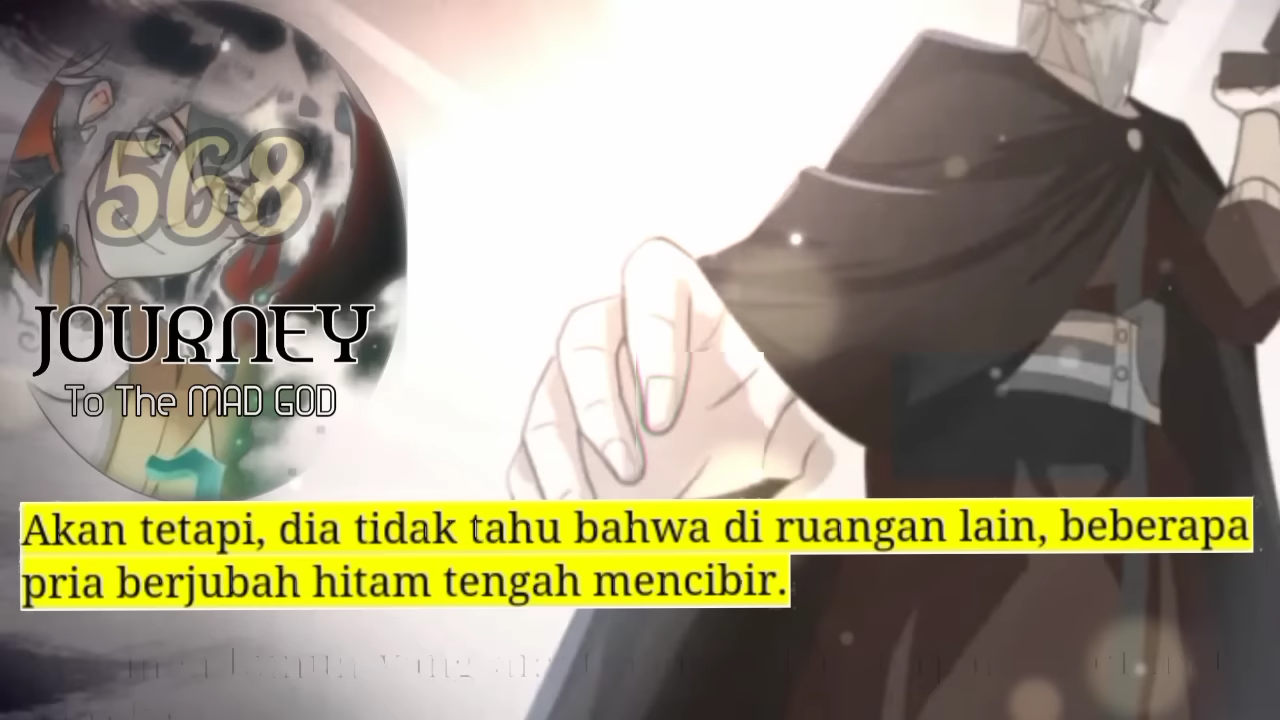 568
JOURNEY
To The MAD GOD
Akan tetapi, dia tidak tahu bahwa di ruangan lain, beberapa
pria berjubah hitam tengah mencibir.